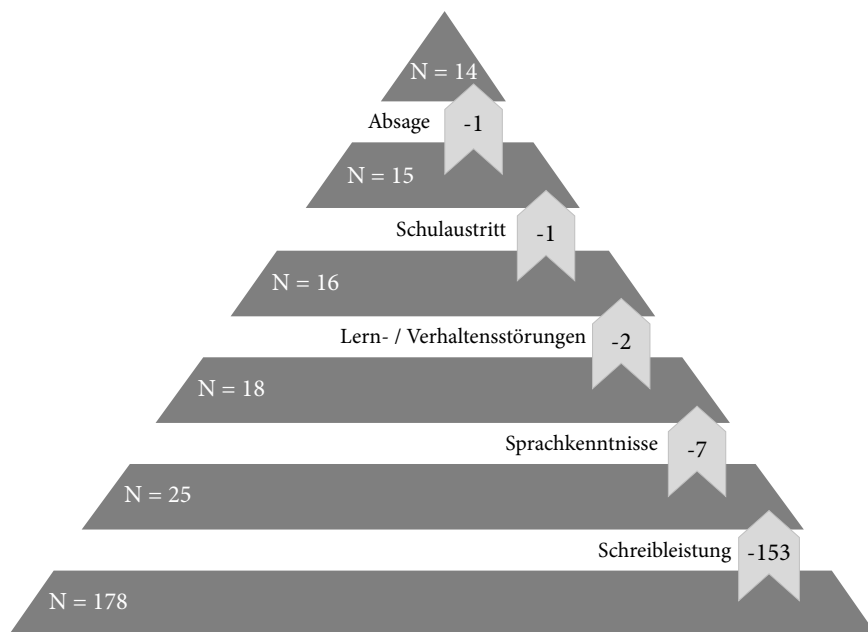 N = 14
Absage
-1
N = 15
Schulaustritt
-1
N = 16
Lern- / Verhaltensstörungen
-2
N = 18
Sprachkenntnisse
-7
N = 25
Schreibleistung
-153
N = 178